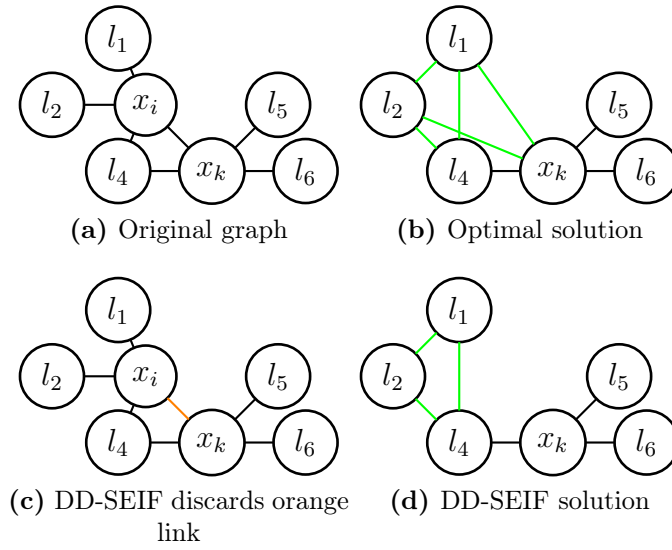 l₁ l₁
l₂ xᵢ l₅ l₂ l₅
l₄ xₖ l₆ l₄ xₖ l₆
(a) Original graph (b) Optimal solution
l₁ l₁
l₂ xᵢ l₅ l₂ l₅
l₄ xₖ l₆ l₄ xₖ l₆
(c) DD-SEIF discards orange (d) DD-SEIF solution
link